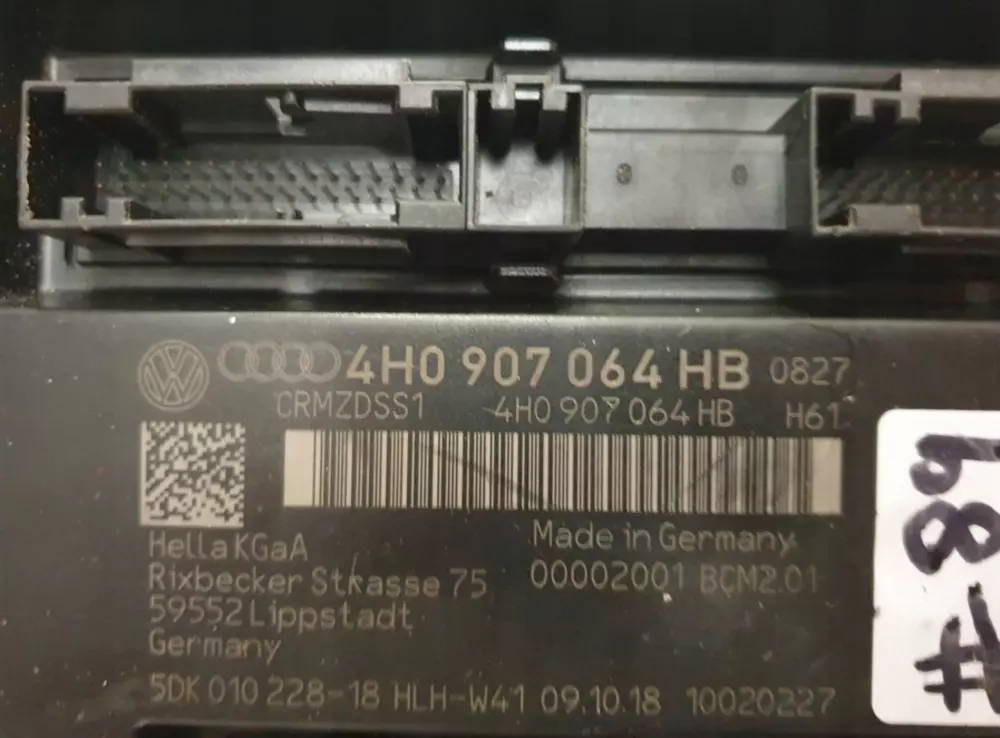 4H0 907 064 HB 0827
CRMZDSS1 4H0 907 064 HB H61
Hella KGaA
Rixbecker Strasse 75
59552 Lippstadt
Germany
Made in Germany
00002001 BCM2.01
5DK 010 228-18 HLH-W41 09.10.18 10020227